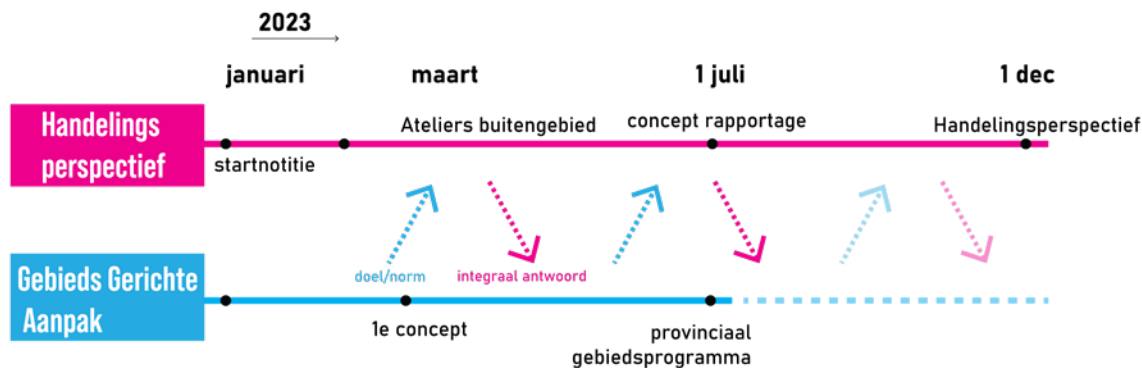 2023
januari
maart
1 juli
1 dec
Handelings
perspectief
Ateliers buitengebied
concept rapportage
Handelingsperspectief
startnotitie
Gebieds Gerichte
Aanpak
doel/norm
integraal antwoord
1e concept
provinciaal
gebiedsprogramma